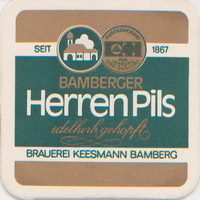 SEIT 1867
BAMBERGER
Herren Pils
edelherb gehopft
BRAUEREI KEESMANN BAMBERG